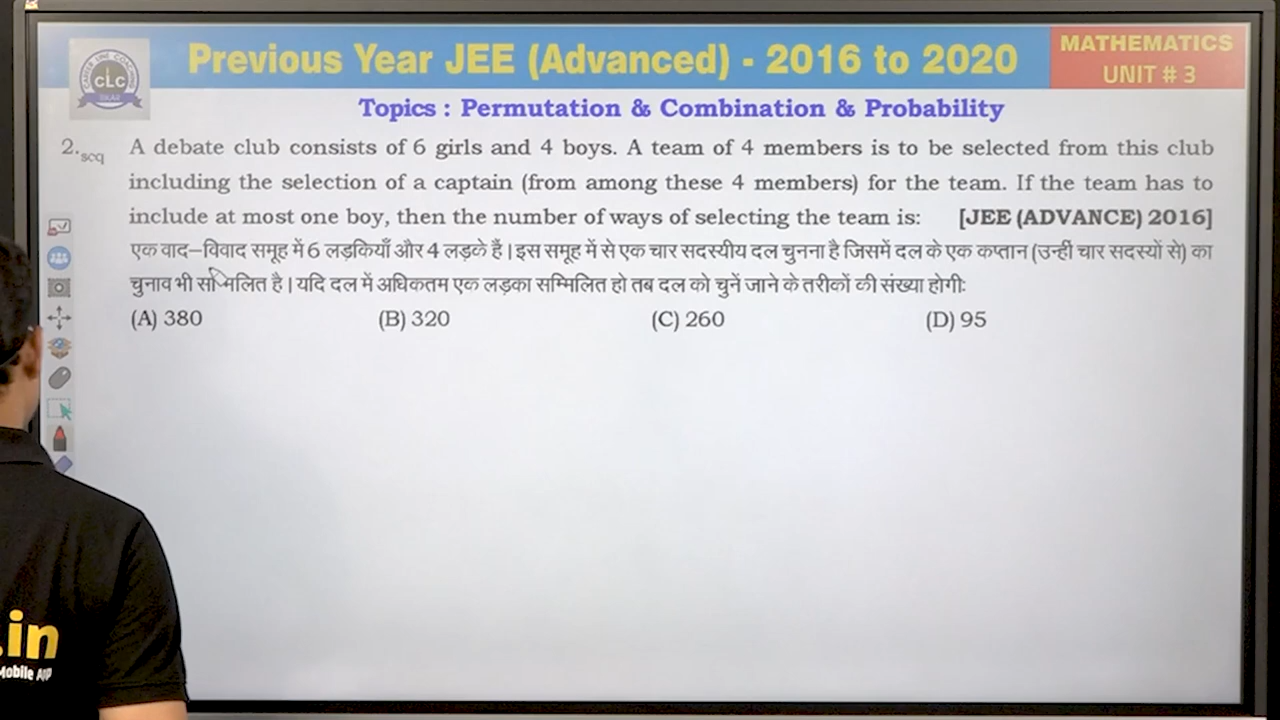 Previous Year JEE (Advanced) - 2016 to 2020
MATHEMATICS
UNIT # 3
CLC
Topics : Permutation & Combination & Probability
2.scq A debate club consists of 6 girls and 4 boys. A team of 4 members is to be selected from this club
including the selection of a captain (from among these 4 members) for the team. If the team has to
include at most one boy, then the number of ways of selecting the team is: [JEE (ADVANCE) 2016]
एक वाद–विवाद समूह में 6 लड़कियाँ और 4 लड़के हैं। इस समूह में से एक चार सदस्यीय दल चुनना है जिसमें दल के एक कप्तान (उन्हीं चार सदस्यों से) का
चुनाव भी सम्मिलित है। यदि दल में अधिकतम एक लड़का सम्मिलित हो तब दल को चुनें जाने के तरीकों की संख्या होगीः
(A) 380 (B) 320 (C) 260 (D) 95
.in
Mobile App